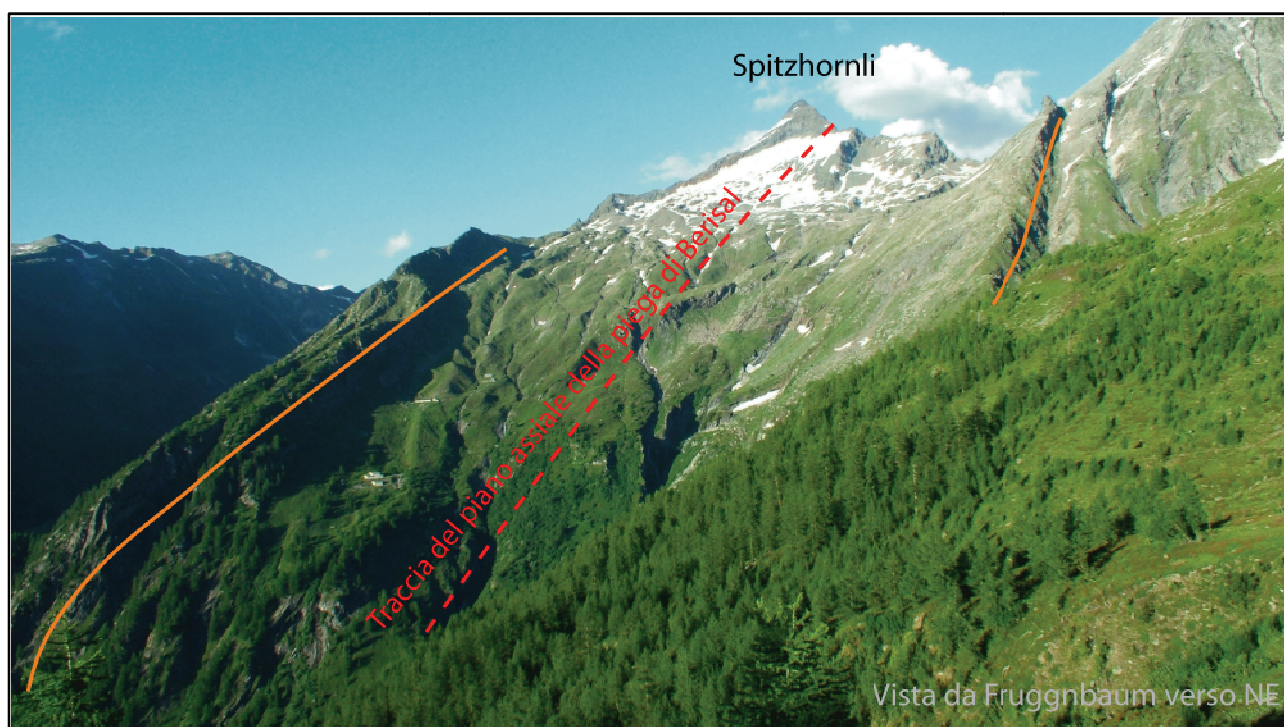 Spitzhornli
Traccia del piano assiale della piega di Berisal
Vista da Fruggnbaum verso NE